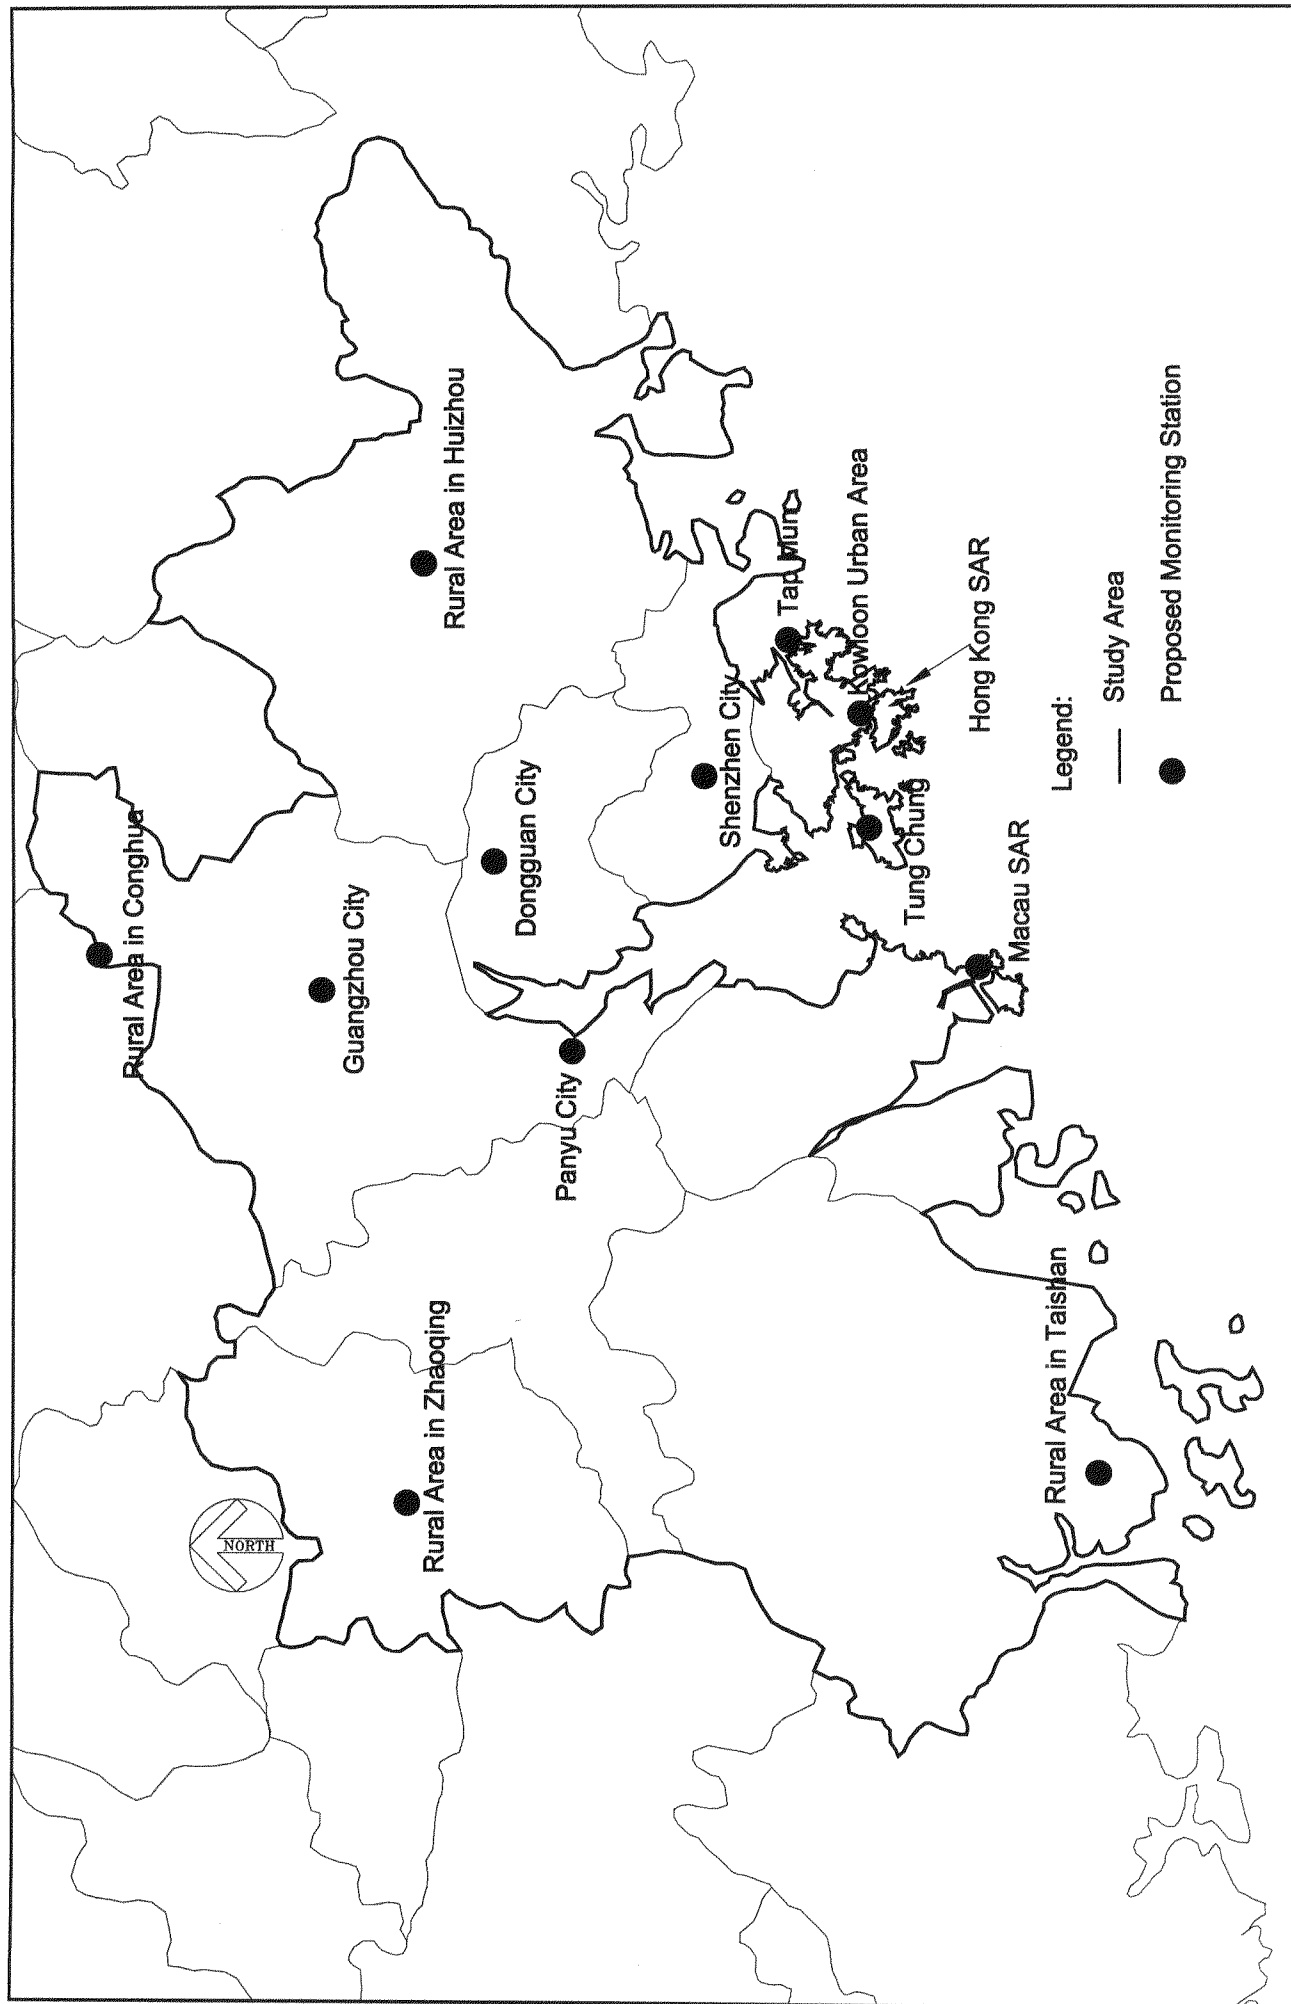 Rural Area in Conghua
NORTH
Guangzhou City
Rural Area in Huizhou
Rural Area in Zhaoqing
Dongguan City
Panyu City
Shenzhen City
Tap Mun
Kowloon Urban Area
Tung Chung
Hong Kong SAR
Macau SAR
Rural Area in Taishan
Legend:
Study Area
Proposed Monitoring Station